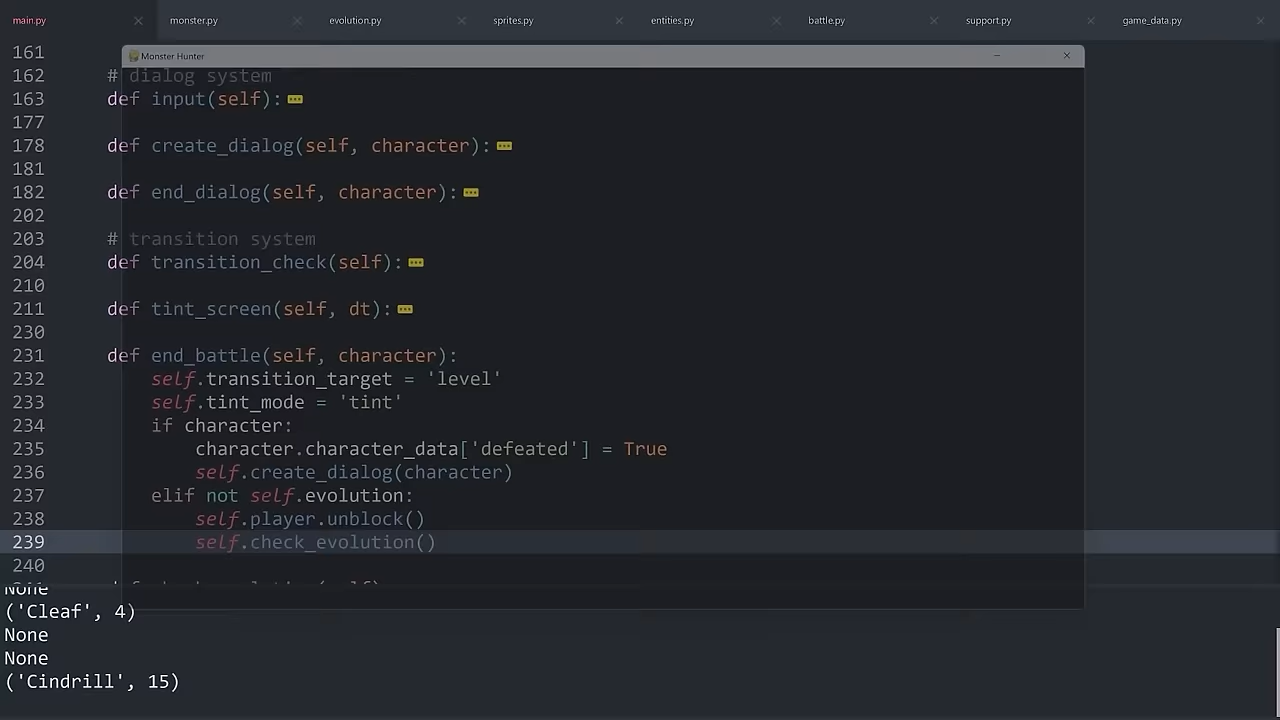 main.py monster.py evolution.py sprites.py entities.py battle.py support.py game_data.py
Monster Hunter
161
162 # dialog system
163 def input(self):
177
178 def create_dialog(self, character):
181
182 def end_dialog(self, character):
202
203 # transition system
204 def transition_check(self):
210
211 def tint_screen(self, dt):
230
231 def end_battle(self, character):
232 self.transition_target = 'level'
233 self.tint_mode = 'tint'
234 if character:
235 character.character_data['defeated'] = True
236 self.create_dialog(character)
237 elif not self.evolution:
238 self.player.unblock()
239 self.check_evolution()
240
None
('Cleaf', 4)
None
None
('Cindrill', 15)